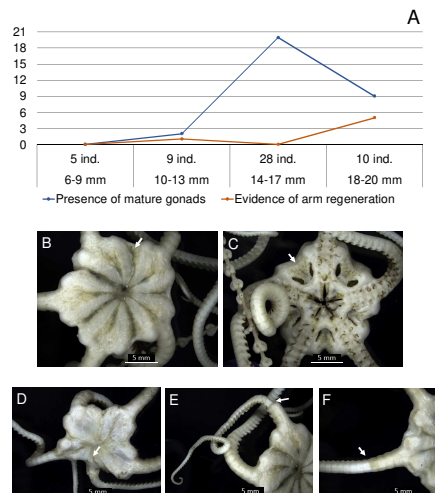 A
21
18
15
12
9
6
3
0
5 ind. 9 ind. 28 ind. 10 ind.
6-9 mm 10-13 mm 14-17 mm 18-20 mm
Presence of mature gonads Evidence of arm regeneration
B C
5 mm 5 mm
D E F
5 mm 5 mm 5 mm